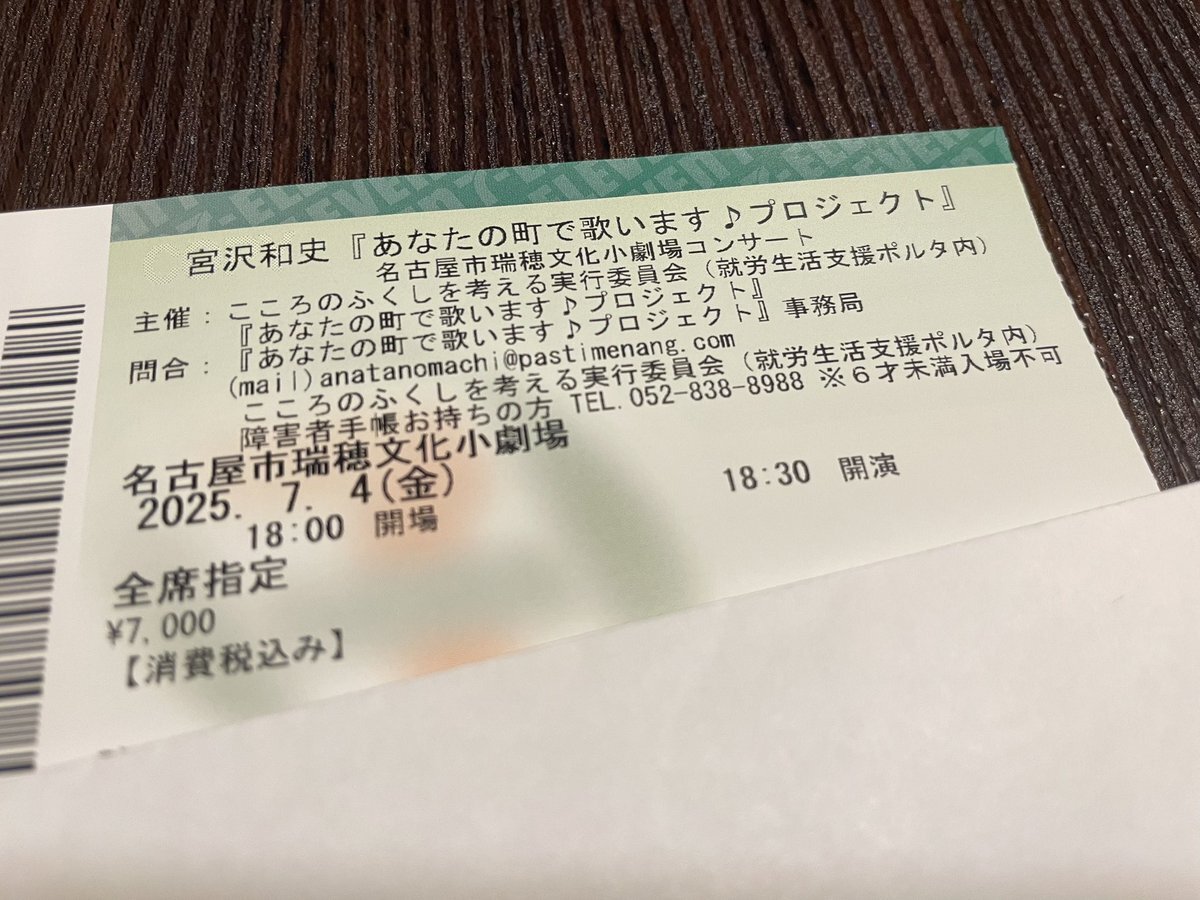 宮沢和史『あなたの町で歌います♪プロジェクト』
名古屋市瑞穂文化小劇場コンサート
主催：こころのふくしを考える実行委員会（就労生活支援ポルタ内）
『あなたの町で歌います♪プロジェクト』
問合：『あなたの町で歌います♪プロジェクト』事務局
(mail)anatanomachi@pastimenang.com
こころのふくしを考える実行委員会（就労生活支援ポルタ内）
障害者手帳お持ちの方 TEL.052-838-8988 ※６才未満入場不可
名古屋市瑞穂文化小劇場
2025. 7. 4(金)
18:00 開場 18:30 開演
全席指定
¥7,000
【消費税込み】